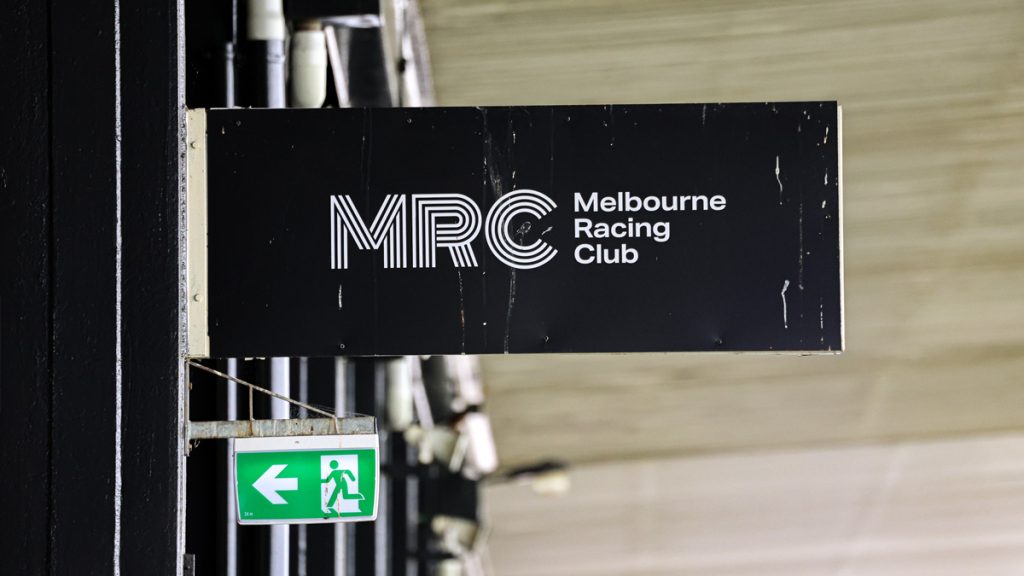 MRC
Melbourne
Racing
Club